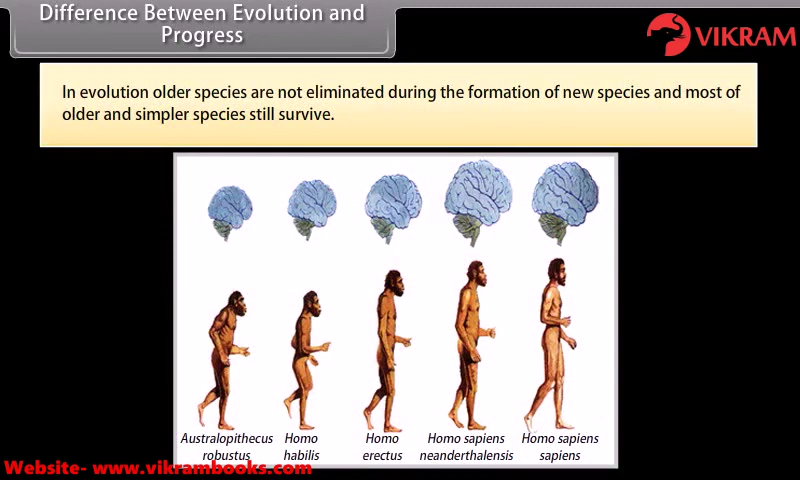 Difference Between Evolution and
Progress
VIKRAM
In evolution older species are not eliminated during the formation of new species and most of
older and simpler species still survive.
Australopithecus
robustus
Homo
habilis
Homo
erectus
Homo sapiens
neanderthalensis
Homo sapiens
sapiens
Website- www.vikrambooks.com